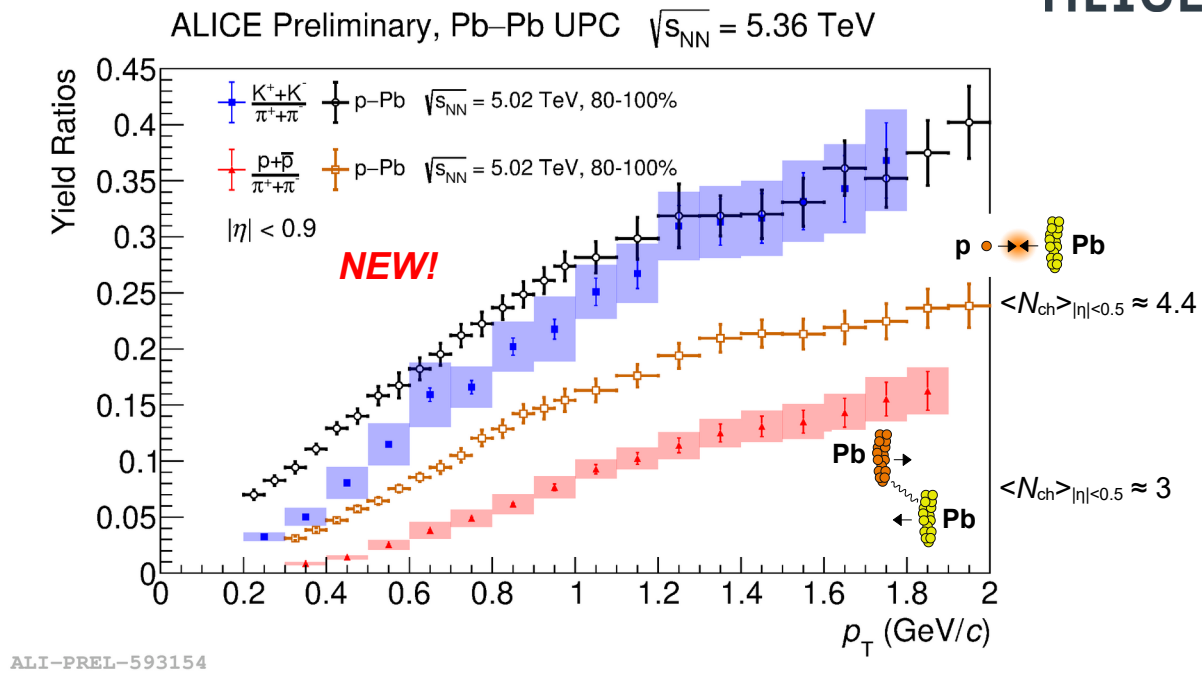 ALICE Preliminary, Pb–Pb UPC √sNN = 5.36 TeV
Yield Ratios
0.45
0.4
0.35
0.3
0.25
0.2
0.15
0.1
0.05
0
K⁺+K⁻
π⁺+π⁻
p–Pb √sNN = 5.02 TeV, 80-100%
p+p̅
π⁺+π⁻
p–Pb √sNN = 5.02 TeV, 80-100%
|η| < 0.9
NEW!
p Pb
<Nch>|η|<0.5 ≈ 4.4
Pb
Pb
<Nch>|η|<0.5 ≈ 3
0 0.2 0.4 0.6 0.8 1 1.2 1.4 1.6 1.8 2
pT (GeV/c)
ALI-PREL-593154